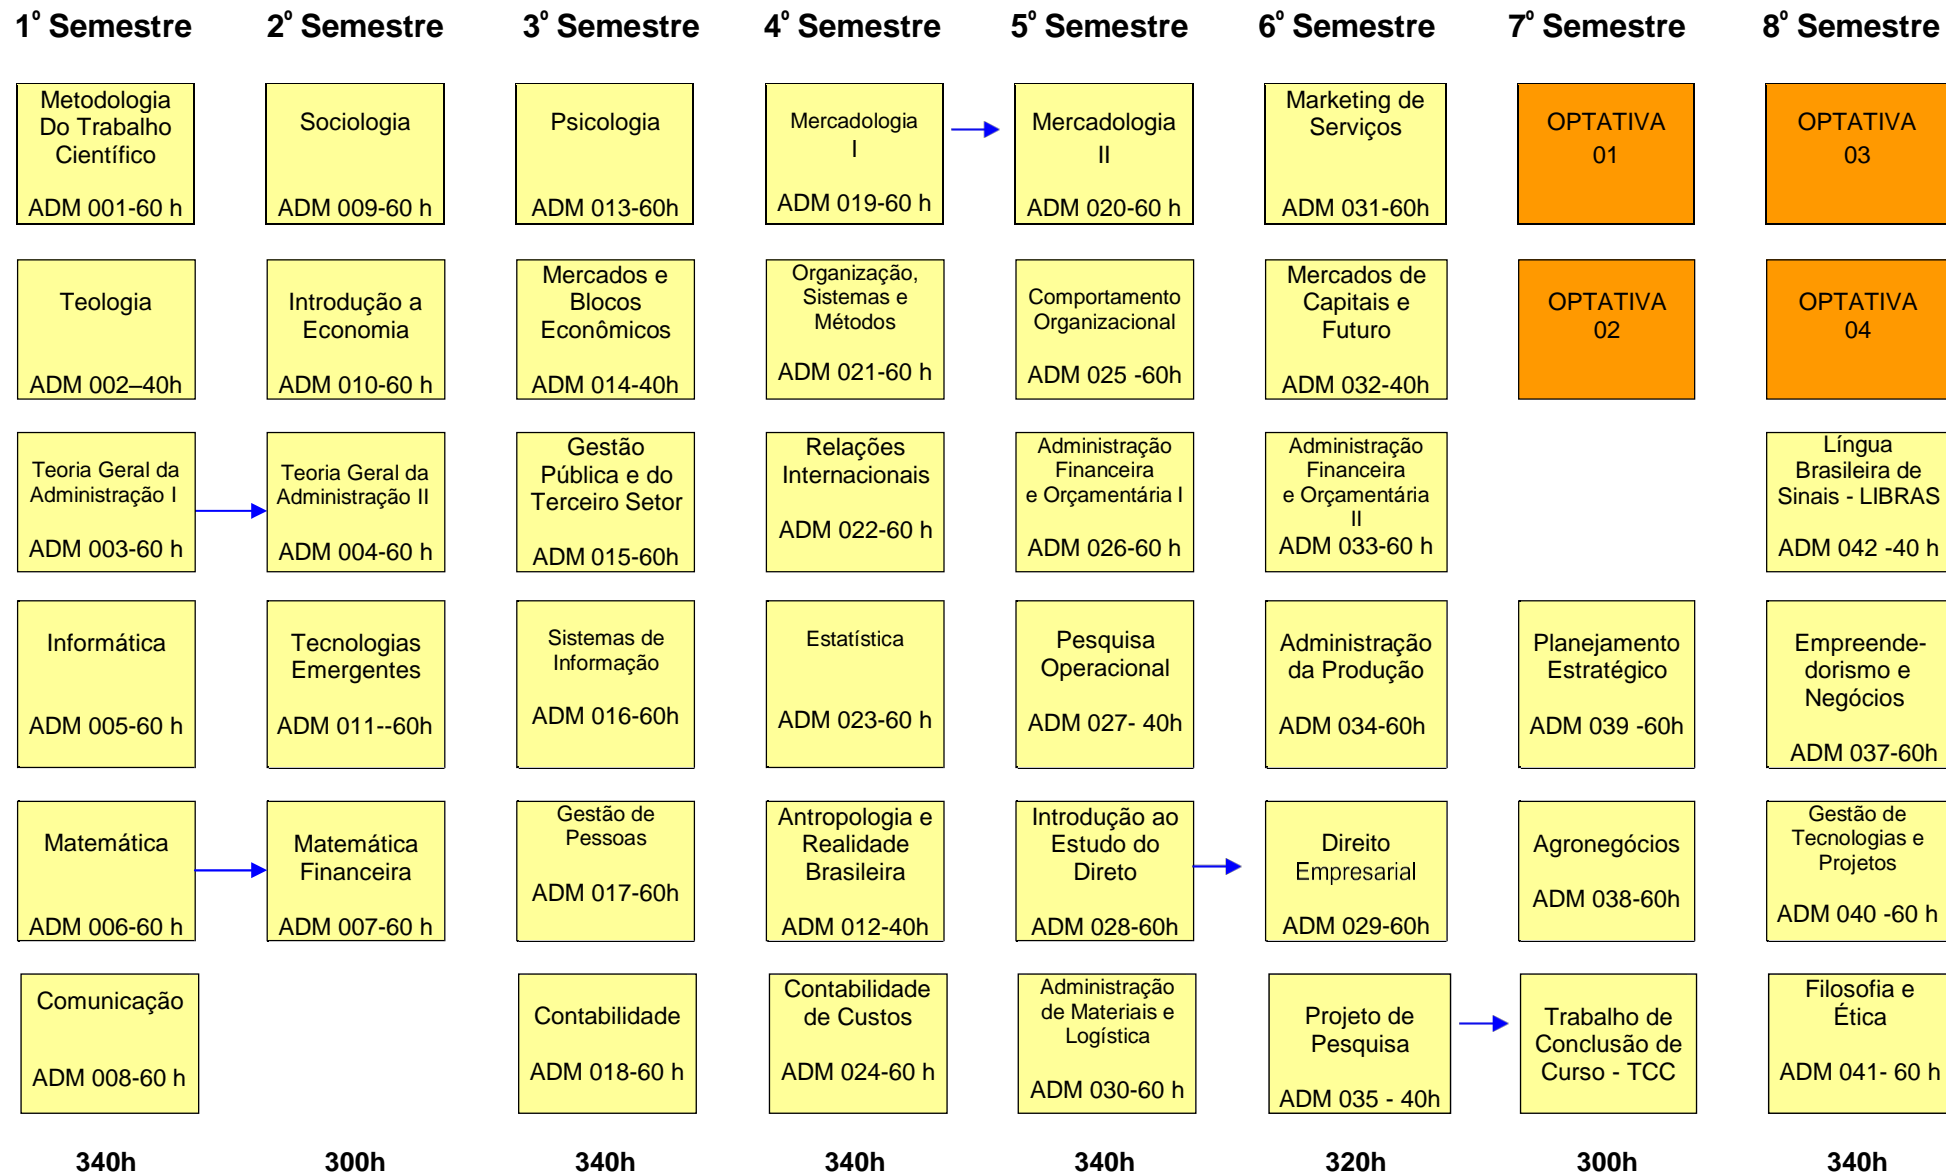 1º Semestre
2º Semestre
3º Semestre
4º Semestre
5º Semestre
6º Semestre
7º Semestre
8º Semestre
Metodologia
Do Trabalho
Científico
ADM 001-60 h
Sociologia
ADM 009-60 h
Psicologia
ADM 013-60h
Mercadologia
I
ADM 019-60 h
Mercadologia
II
ADM 020-60 h
Marketing de
Serviços
ADM 031-60h
OPTATIVA
01
OPTATIVA
03
Teologia
ADM 002–40h
Introdução a
Economia
ADM 010-60 h
Mercados e
Blocos
Econômicos
ADM 014-40h
Organização,
Sistemas e
Métodos
ADM 021-60 h
Comportamento
Organizacional
ADM 025 -60h
Mercados de
Capitais e
Futuro
ADM 032-40h
OPTATIVA
02
OPTATIVA
04
Teoria Geral da
Administração I
ADM 003-60 h
Teoria Geral da
Administração II
ADM 004-60 h
Gestão
Pública e do
Terceiro Setor
ADM 015-60h
Relações
Internacionais
ADM 022-60 h
Administração
Financeira
e Orçamentária I
ADM 026-60 h
Administração
Financeira
e Orçamentária
II
ADM 033-60 h
Língua
Brasileira de
Sinais - LIBRAS
ADM 042 -40 h
Informática
ADM 005-60 h
Tecnologias
Emergentes
ADM 011--60h
Sistemas de
Informação
ADM 016-60h
Estatística
ADM 023-60 h
Pesquisa
Operacional
ADM 027- 40h
Administração
da Produção
ADM 034-60h
Planejamento
Estratégico
ADM 039 -60h
Empreende-
dorismo e
Negócios
ADM 037-60h
Matemática
ADM 006-60 h
Matemática
Financeira
ADM 007-60 h
Gestão de
Pessoas
ADM 017-60h
Antropologia e
Realidade
Brasileira
ADM 012-40h
Introdução ao
Estudo do
Direto
ADM 028-60h
Direito
Empresarial
ADM 029-60h
Agronegócios
ADM 038-60h
Gestão de
Tecnologias e
Projetos
ADM 040 -60 h
Comunicação
ADM 008-60 h
Contabilidade
ADM 018-60 h
Contabilidade
de Custos
ADM 024-60 h
Administração
de Materiais e
Logística
ADM 030-60 h
Projeto de
Pesquisa
ADM 035 - 40h
Trabalho de
Conclusão de
Curso - TCC
Filosofia e
Ética
ADM 041- 60 h
340h
300h
340h
340h
340h
320h
300h
340h